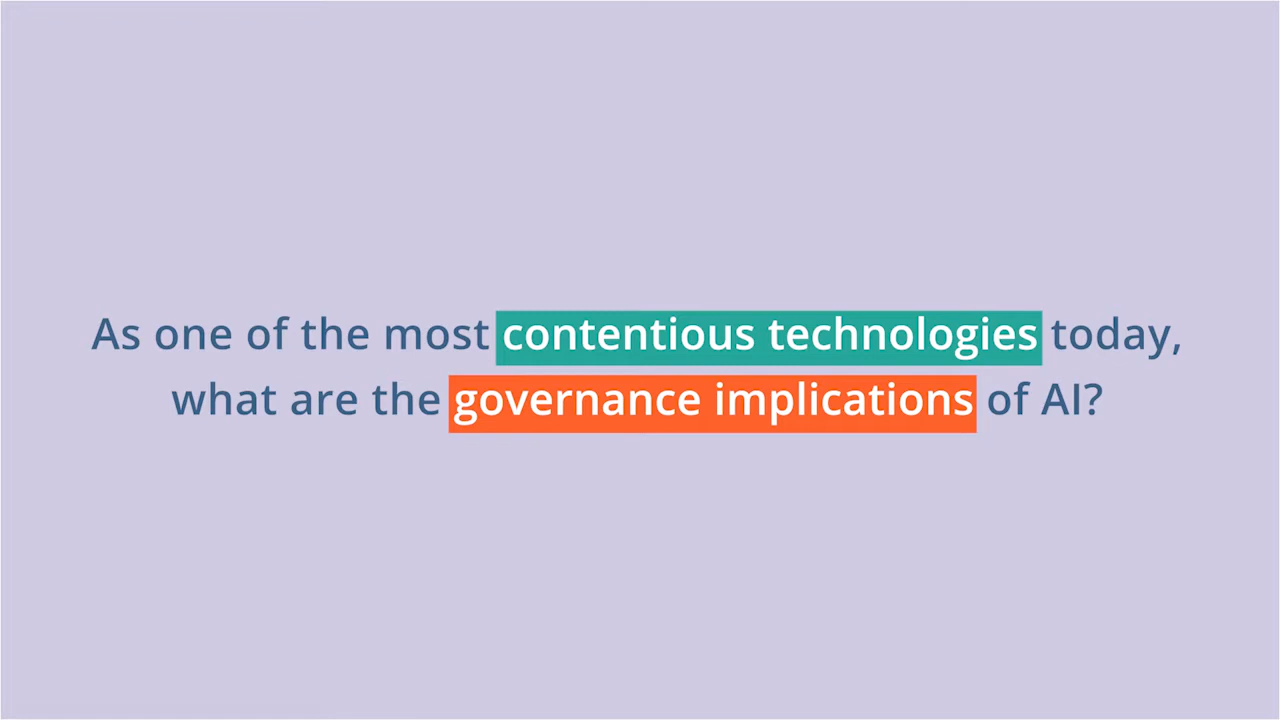 As one of the most contentious technologies today,
what are the governance implications of AI?